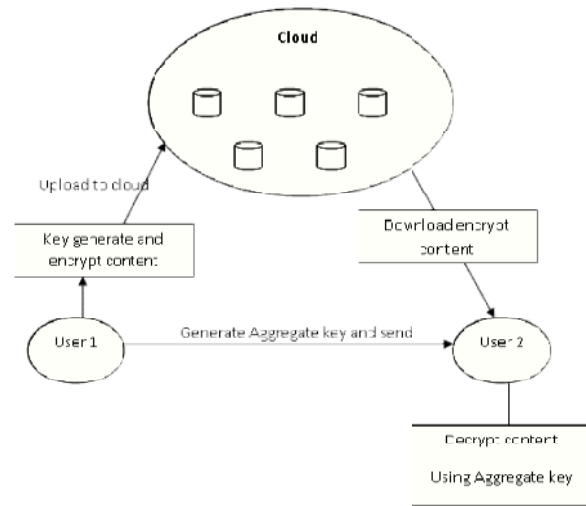 Cloud
Upload to cloud
Key generate and
encrypt content
Download encrypt
content
User 1
Generate Aggregate key and send
User 2
Decrypt content
Using Aggregate key